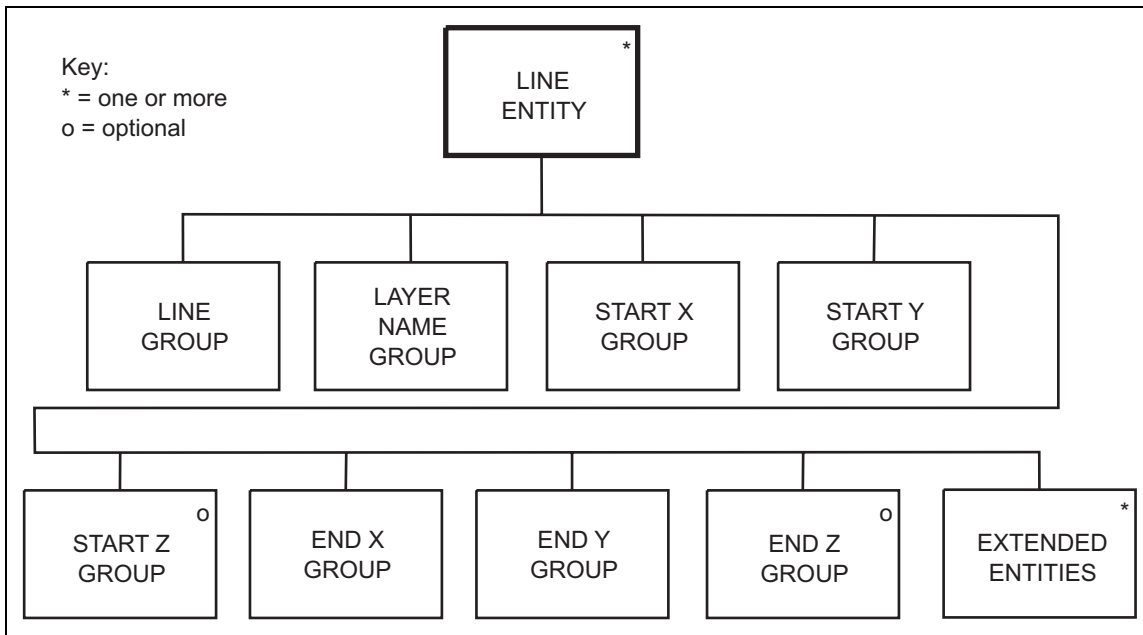 Key:
* = one or more
o = optional
*
LINE
ENTITY
LINE
GROUP
LAYER
NAME
GROUP
START X
GROUP
START Y
GROUP
o
START Z
GROUP
END X
GROUP
END Y
GROUP
o
END Z
GROUP
*
EXTENDED
ENTITIES